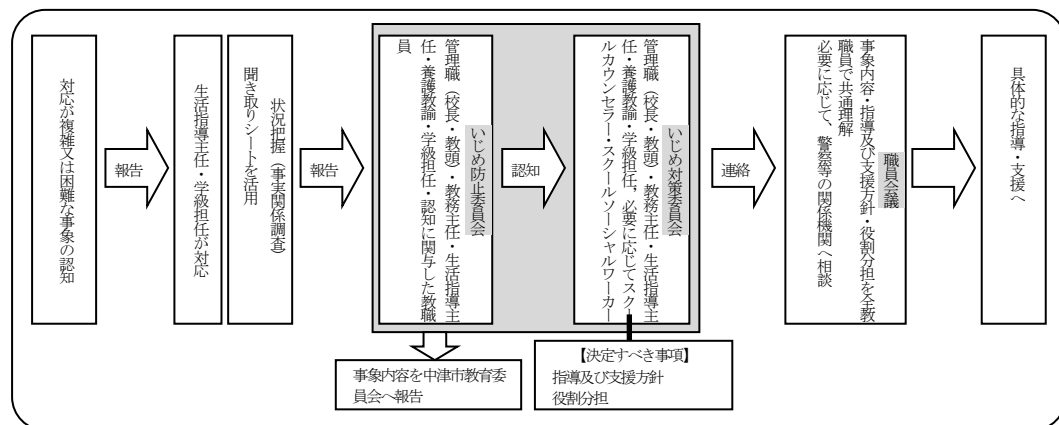 対応が複雑又は困難な事象の認知
報告
生活指導主任・学級担任が対応
状況把握（事実関係調査）
聞き取りシートを活用
報告
いじめ防止委員会
管理職（校長・教頭）・教務主任・生活指導主
任・養護教諭・学級担任・認知に関与した教職
員
認知
いじめ対策委員会
管理職（校長・教頭）・教務主任・生活指導主
任・養護教諭・学級担任，必要に応じてスクー
ルカウンセラー・スクールソーシャルワーカー
連絡
職員会議
事象内容・指導及び支援方針・役割分担を全教
職員で共通理解
必要に応じて、警察等の関係機関へ相談
具体的な指導・支援へ
事象内容を中津市教育委
員会へ報告
【決定すべき事項】
指導及び支援方針
役割分担